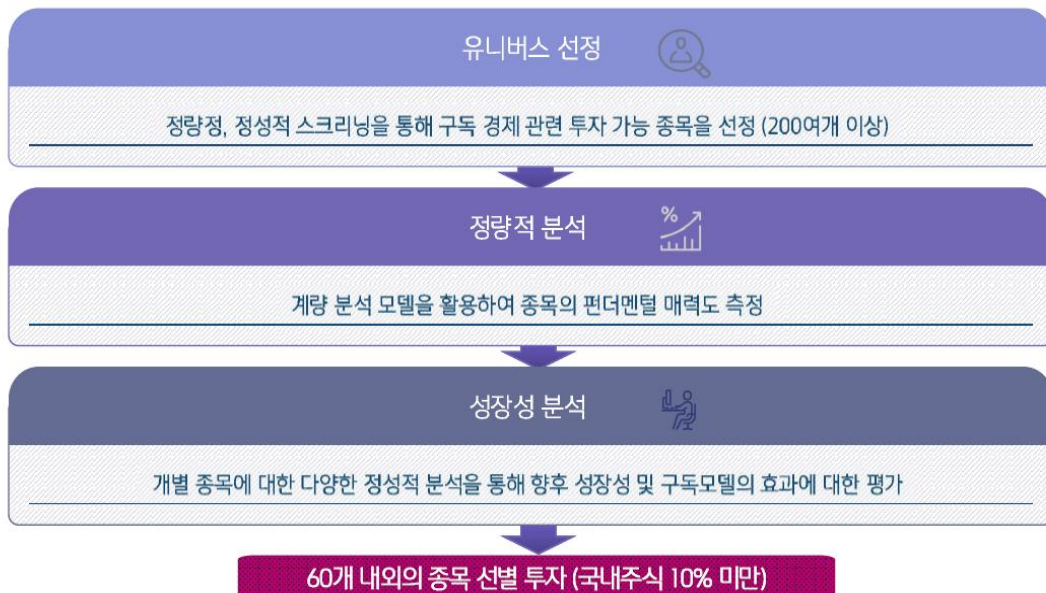 유니버스 선정
정량정, 정성적 스크리닝을 통해 구독 경제 관련 투자 가능 종목을 선정 (200여개 이상)
정량적 분석
%
계량 분석 모델을 활용하여 종목의 펀더멘털 매력도 측정
성장성 분석
개별 종목에 대한 다양한 정성적 분석을 통해 향후 성장성 및 구독모델의 효과에 대한 평가
60개 내외의 종목 선별 투자 (국내주식 10% 미만)